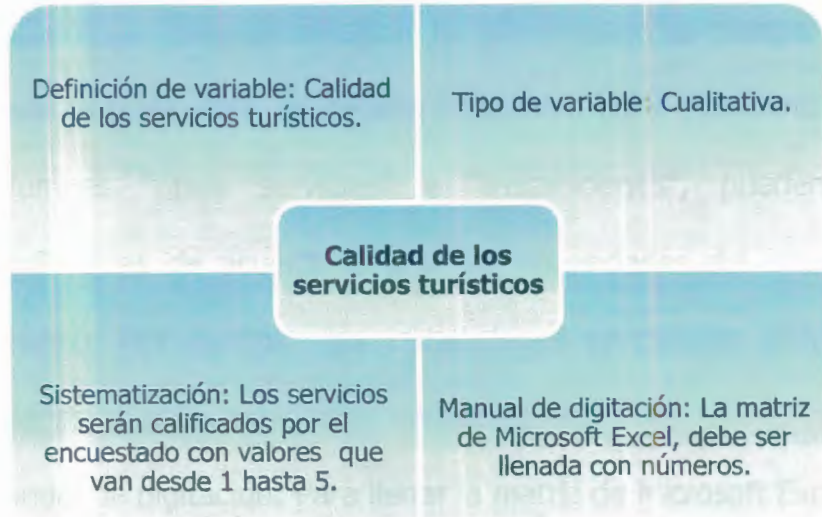 Definición de variable: Calidad
de los servicios turísticos.
Tipo de variable: Cualitativa.
pueden
Calidad de los
servicios turísticos
Sistematización: Los servicios
serán calificados por el
encuestado con valores que
van desde 1 hasta 5.
Manual de digitación: La matriz
de Microsoft Excel, debe ser
llenada con números.